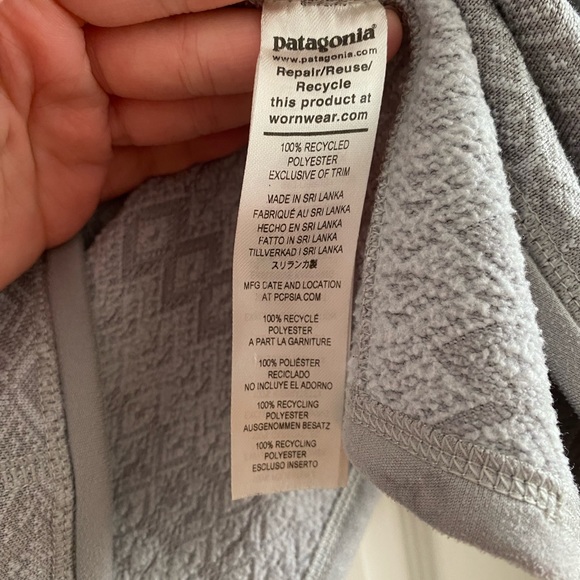 patagonia®
www.patagonia.com
Repair/Reuse/
Recycle
this product at
wornwear.com
100% RECYCLED
POLYESTER
EXCLUSIVE OF TRIM
MADE IN SRI LANKA
FABRIQUÉ AU SRI LANKA
HECHO EN SRI LANKA
FATTO IN SRI LANKA
TILLVERKAD I SRI LANKA
スリランカ製
MFG DATE AND LOCATION
AT PCPSIA.COM
100% RECYCLÉ
POLYESTER
A PART LA GARNITURE
100% POLIÉSTER
RECICLADO
NO INCLUYE EL ADORNO
100% RECYCLING
POLYESTER
AUSGENOMMEN BESATZ
100% RECYCLING
POLYESTER
ESCLUSO INSERTO